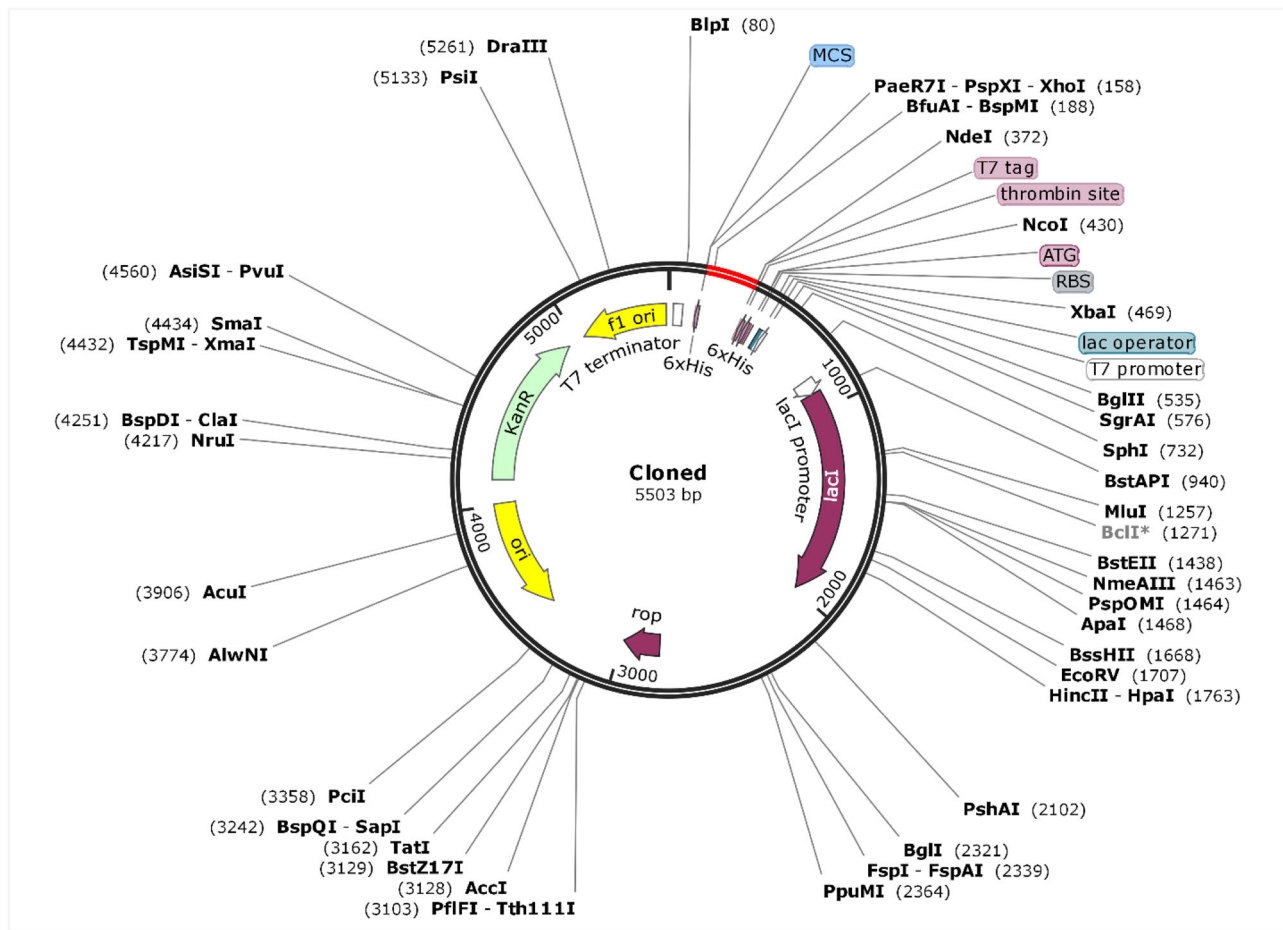 BlpI (80)
MCS
PaeR7I - PspXI - XhoI (158)
BfuAI - BspMI (188)
NdeI (372)
T7 tag
thrombin site
NcoI (430)
ATG
RBS
XbaI (469)
lac operator
T7 promoter
BglII (535)
SgrAI (576)
SphI (732)
BstAPI (940)
MluI (1257)
BclI* (1271)
BstEII (1438)
NmeAIII (1463)
PspOMI (1464)
ApaI (1468)
BssHII (1668)
EcoRV (1707)
HincII - HpaI (1763)
PshAI (2102)
BglI (2321)
FspI - FspAI (2339)
PpuMI (2364)
(3103) PflFI - Tth111I
(3128) AccI
(3129) BstZ17I
(3162) TatI
(3242) BspQI - SapI
(3358) PciI
(3774) AlwNI
(3906) AcuI
(4217) NruI
(4251) BspDI - ClaI
(4432) TspMI - XmaI
(4434) SmaI
(4560) AsiSI - PvuI
(5133) PsiI
(5261) DraIII
f1 ori
T7 terminator
6xHis
6xHis
lacI promoter
lacI
rop
ori
KanR
1000
2000
3000
4000
5000
Cloned
5503 bp